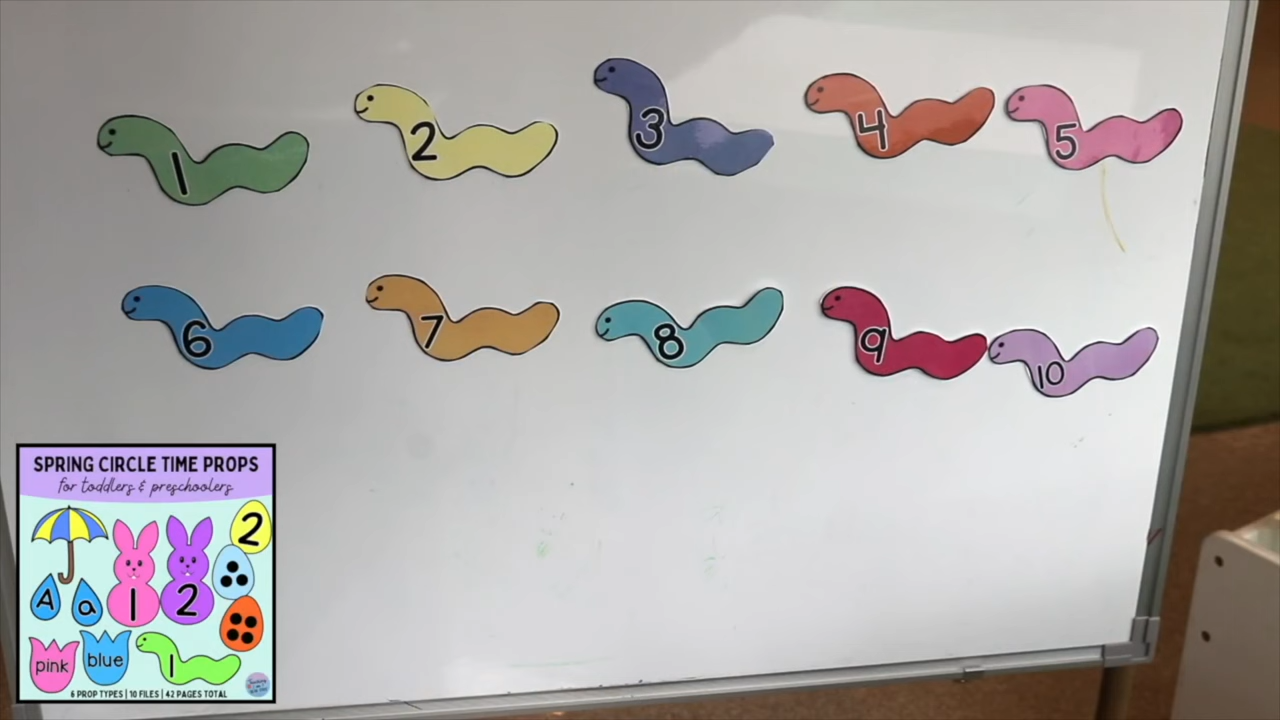 1 2 3 4 5
6 7 8 9 10
SPRING CIRCLE TIME PROPS
for toddlers & preschoolers
2
1 2
A a
pink blue 1
6 PROP TYPES | 10 FILES | 42 PAGES TOTAL